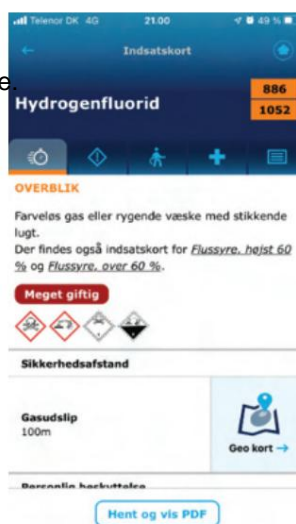 Telenor DK 4G 21.00 49 %
Indsatskort
e.
Hydrogenfluorid
886
1052
OVERBLIK
Farveløs gas eller rygende væske med stikkende
lugt.
Der findes også indsatskort for Flussyre, højst 60
% og Flussyre, over 60 %.
Meget giftig
Sikkerhedsafstand
Gasudslip
100m
Geo kort →
Personlig beskyttelse
Hent og vis PDF